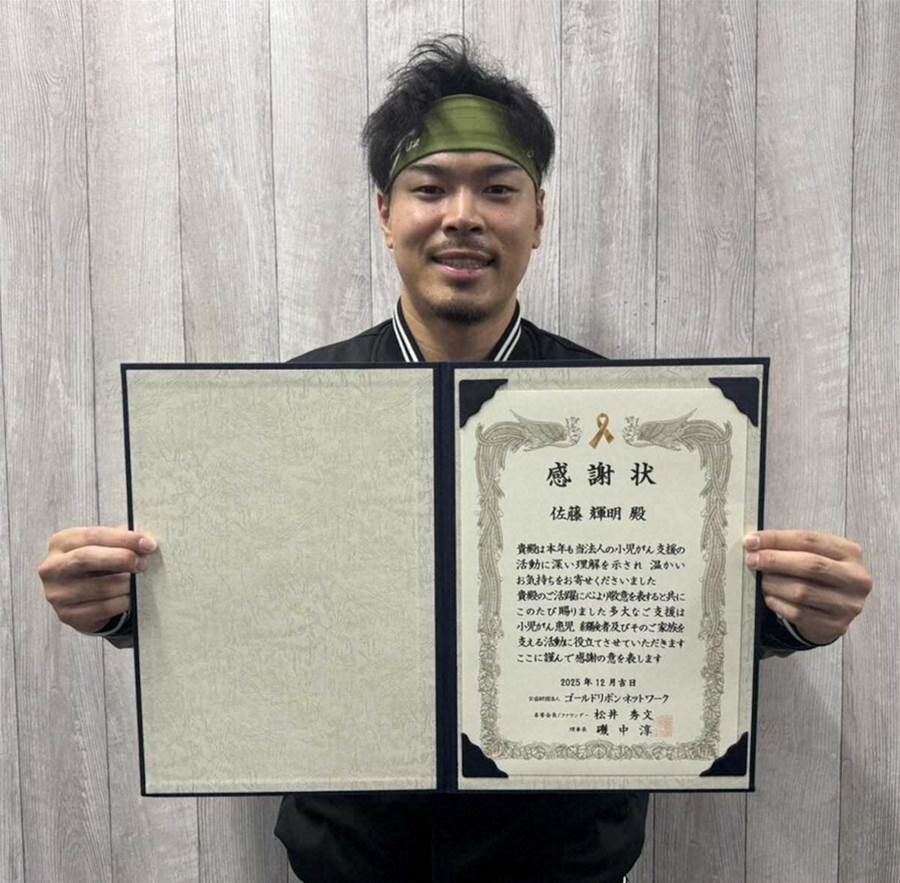 感謝状
佐藤 輝明 殿
貴殿は本年も当法人の小児がん支援の
活動に深い理解を示され 温かい
お気持ちをお寄せくださいました
貴殿のご活躍に心より敬意を表すると共に
このたび賜りました多大なご支援は
小児がん患児 経験者及びそのご家族を
支える活動に役立てさせていただきます
ここに謹んで感謝の意を表します
2025年12月吉日
公益財団法人 ゴールドリボン・ネットワーク
名誉会長/ファウンダー 松井 秀文
理事長 磯中 淳